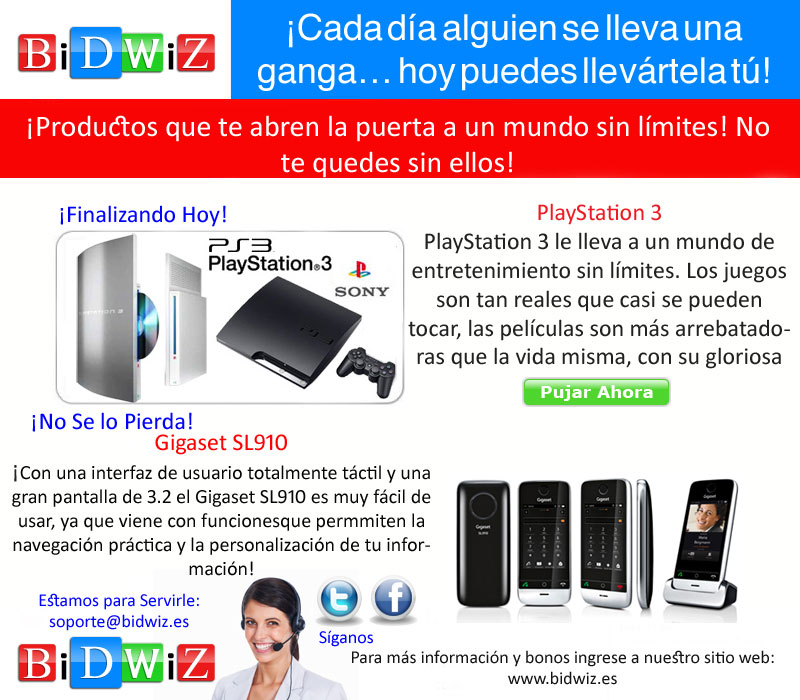 BiDWiZ
¡Cada día alguien se lleva una
ganga... hoy puedes llevártela tú!
¡Productos que te abren la puerta a un mundo sin límites! No
te quedes sin ellos!
¡Finalizando Hoy!
PS3
PlayStation®3
SONY
PlayStation 3
PlayStation 3 le lleva a un mundo de
entretenimiento sin límites. Los juegos
son tan reales que casi se pueden
tocar, las películas son más arrebatado-
ras que la vida misma, con su gloriosa
Pujar Ahora
¡No Se lo Pierda!
Gigaset SL910
¡Con una interfaz de usuario totalmente táctil y una
gran pantalla de 3.2 el Gigaset SL910 es muy fácil de
usar, ya que viene con funcionesque permmiten la
navegación práctica y la personalización de tu infor-
mación!
Gigaset
Gigaset
Gigaset
Estamos para Servirle:
soporte@bidwiz.es
Síganos
BiDWiZ
Para más información y bonos ingrese a nuestro sitio web:
www.bidwiz.es